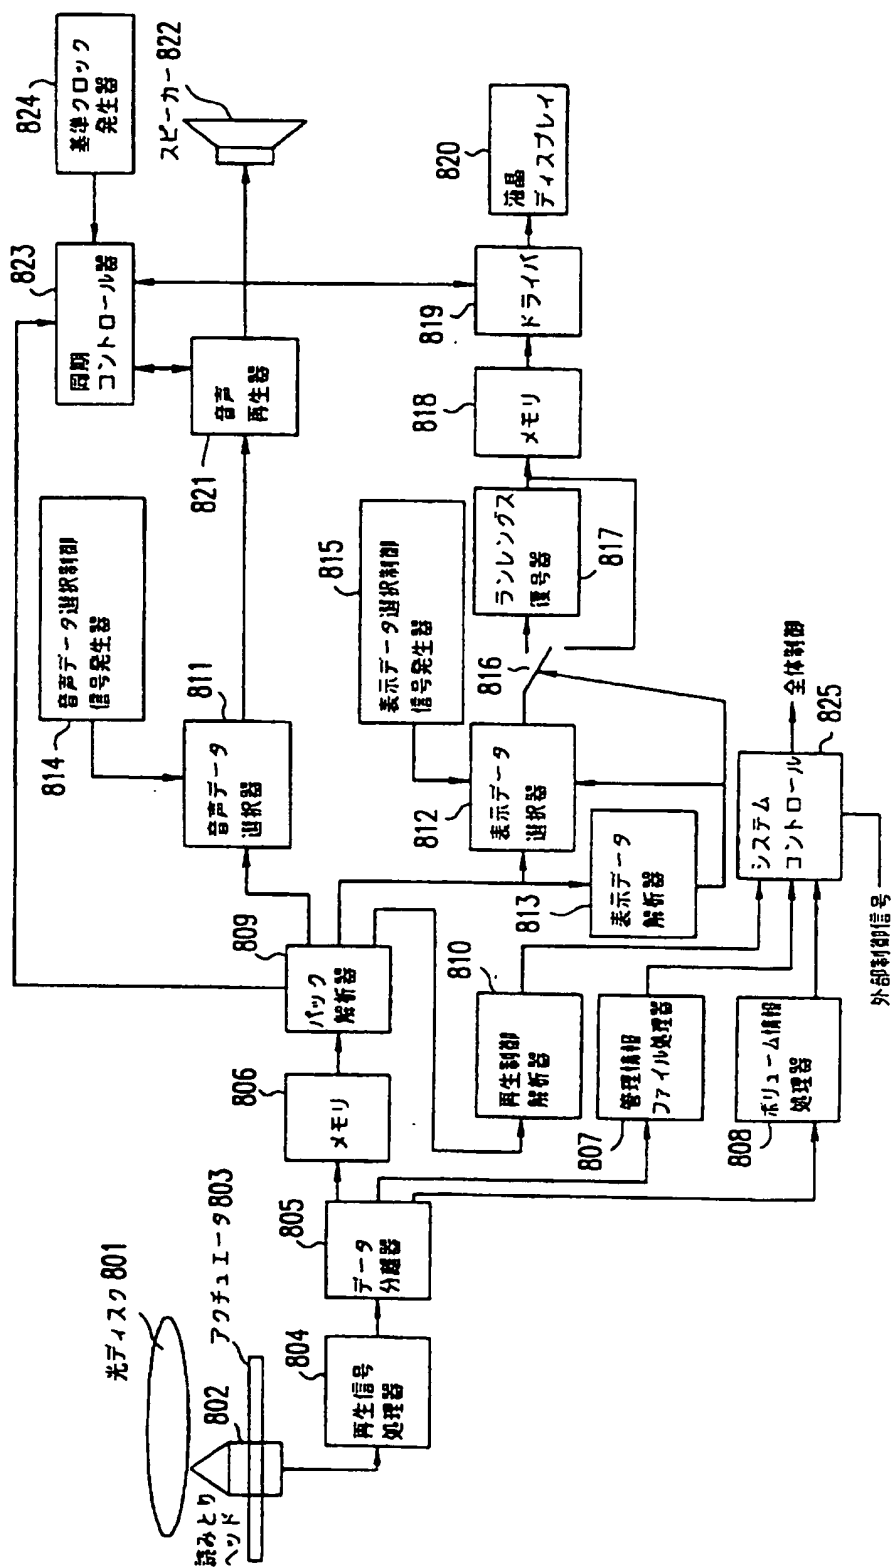 光ディスク 801
読みとり
ヘッド
802
アクチュエータ 803
804
再生信号
処理器
805
データ
分離器
806
メモリ
809
パック
解析器
810
再生制御
解析器
807
管理情報
ファイル処理器
808
ボリューム情報
処理器
814
音声データ選択制御
信号発生器
811
音声データ
選択器
812
表示データ
選択器
813
表示データ
解析器
815
表示データ選択制御
信号発生器
816
817
ランレングス
復号器
818
メモリ
819
ドライバ
820
液晶
ディスプレイ
821
音声
再生器
スピーカー 822
823
同期
コントロール器
824
基準クロック
発生器
825
システム
コントロール
全体制御
外部制御信号